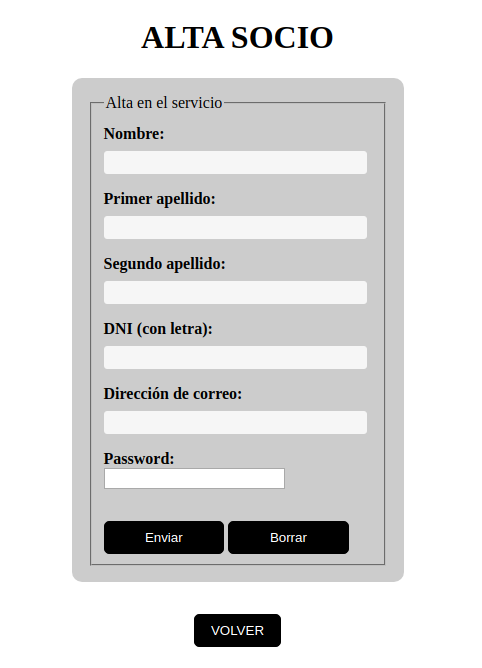 ALTA SOCIO
Alta en el servicio
Nombre:
Primer apellido:
Segundo apellido:
DNI (con letra):
Dirección de correo:
Password:
Enviar Borrar
VOLVER